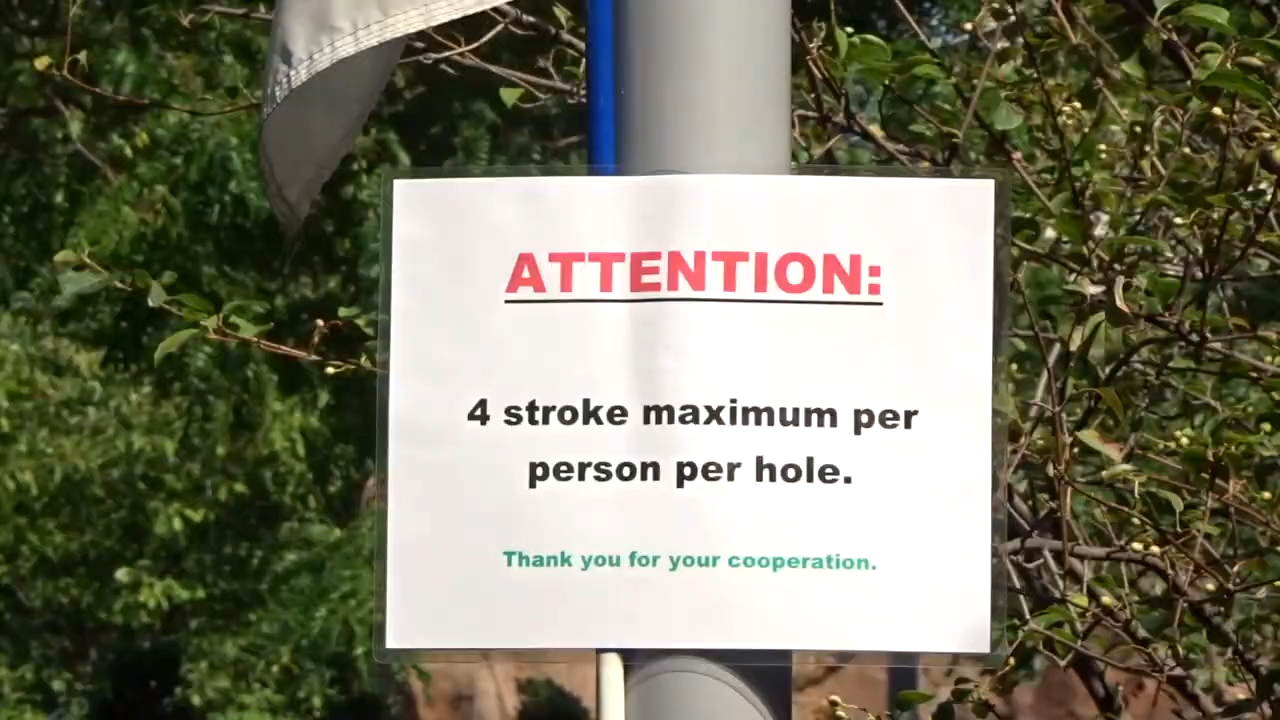 ATTENTION:
4 stroke maximum per
person per hole.
Thank you for your cooperation.